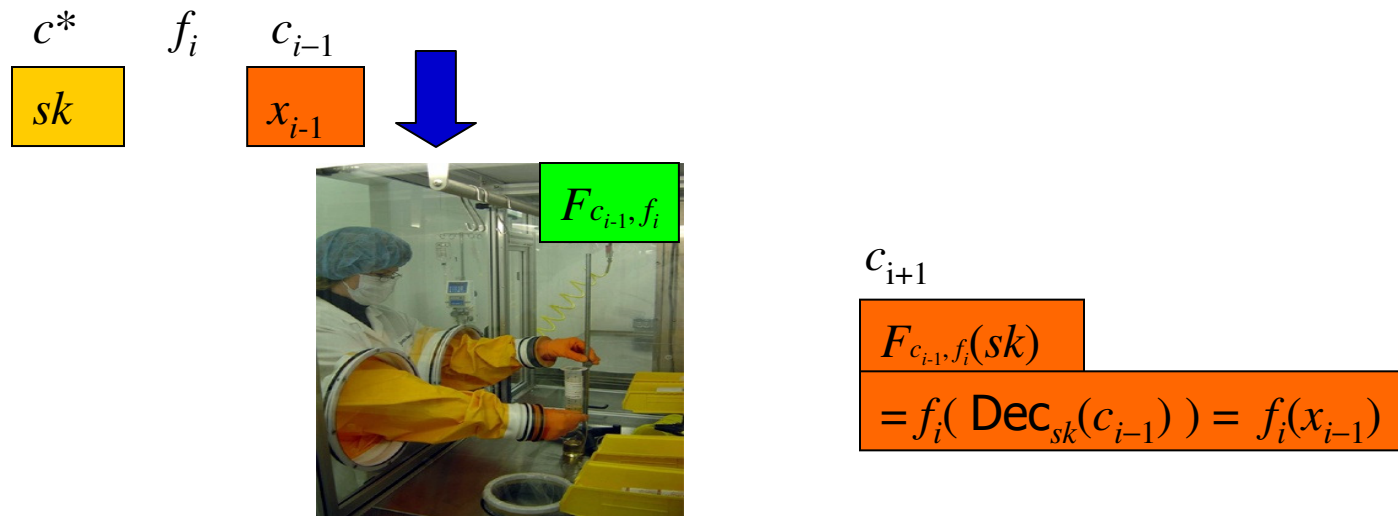 c* f_i c_{i–1}
sk x_{i-1}
F_{c_{i-1}, f_i}
c_{i+1}
F_{c_{i-1}, f_i}(sk)
= f_i( Dec_{sk}(c_{i–1}) ) = f_i(x_{i-1})